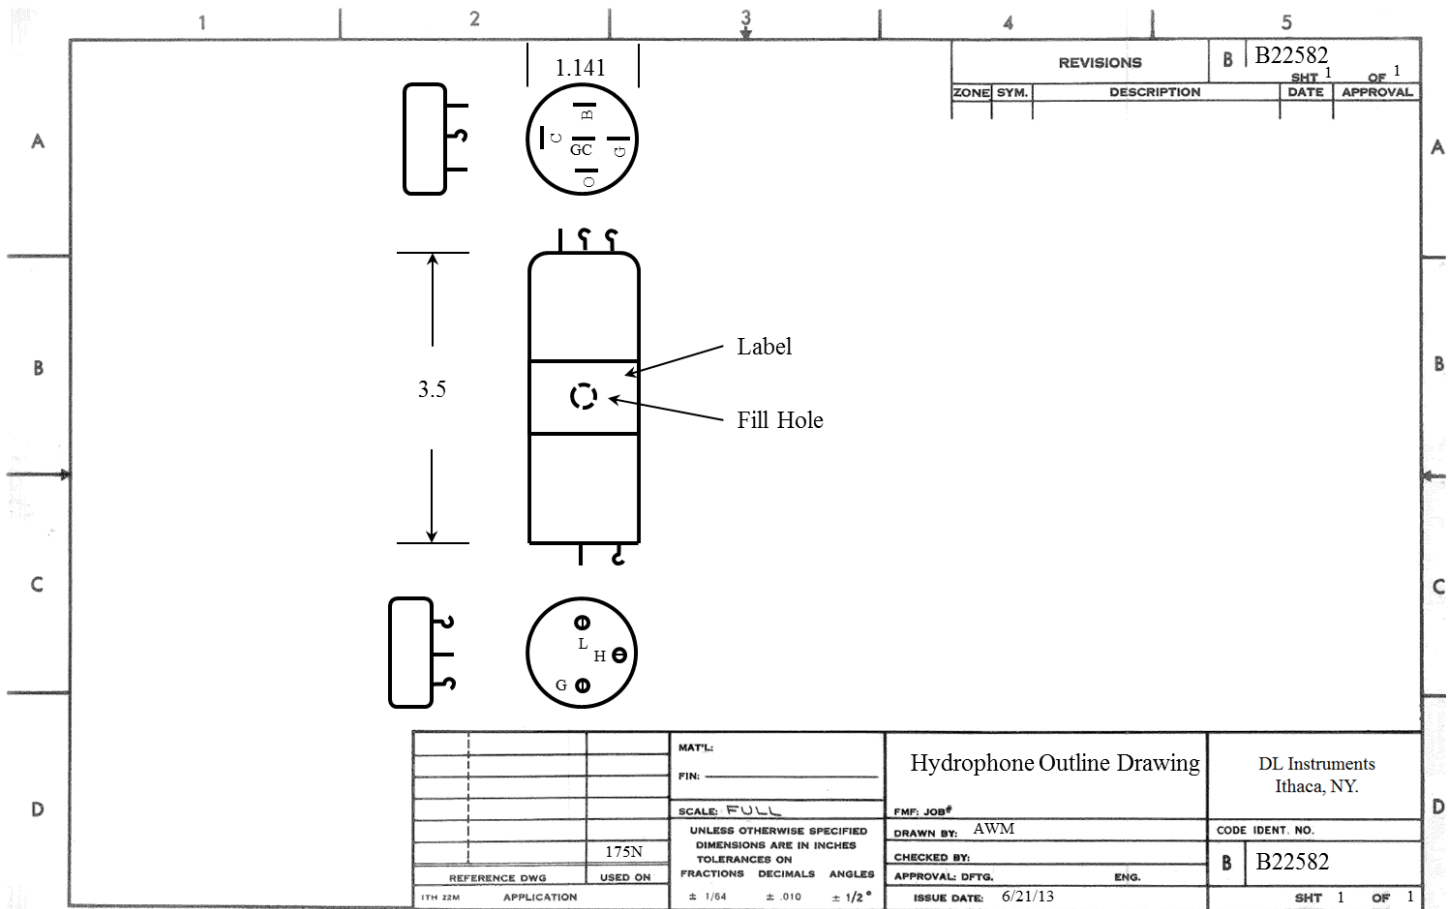 1 2 3 4 5
REVISIONS
B B22582
SHT 1 OF 1
ZONE SYM. DESCRIPTION DATE APPROVAL
1.141
B
C
GC
G
O
A
A
B
B
3.5
Label
Fill Hole
C
C
L
H
G
D
D
175N
REFERENCE DWG USED ON
ITH 22M APPLICATION
MAT'L:
FIN:
SCALE: FULL
UNLESS OTHERWISE SPECIFIED
DIMENSIONS ARE IN INCHES
TOLERANCES ON
FRACTIONS DECIMALS ANGLES
± 1/64 ± .010 ± 1/2°
Hydrophone Outline Drawing
FMF: JOB#
DRAWN BY: AWM
CHECKED BY:
APPROVAL: DFTG. ENG.
ISSUE DATE: 6/21/13
DL Instruments
Ithaca, NY.
CODE IDENT. NO.
B B22582
SHT 1 OF 1